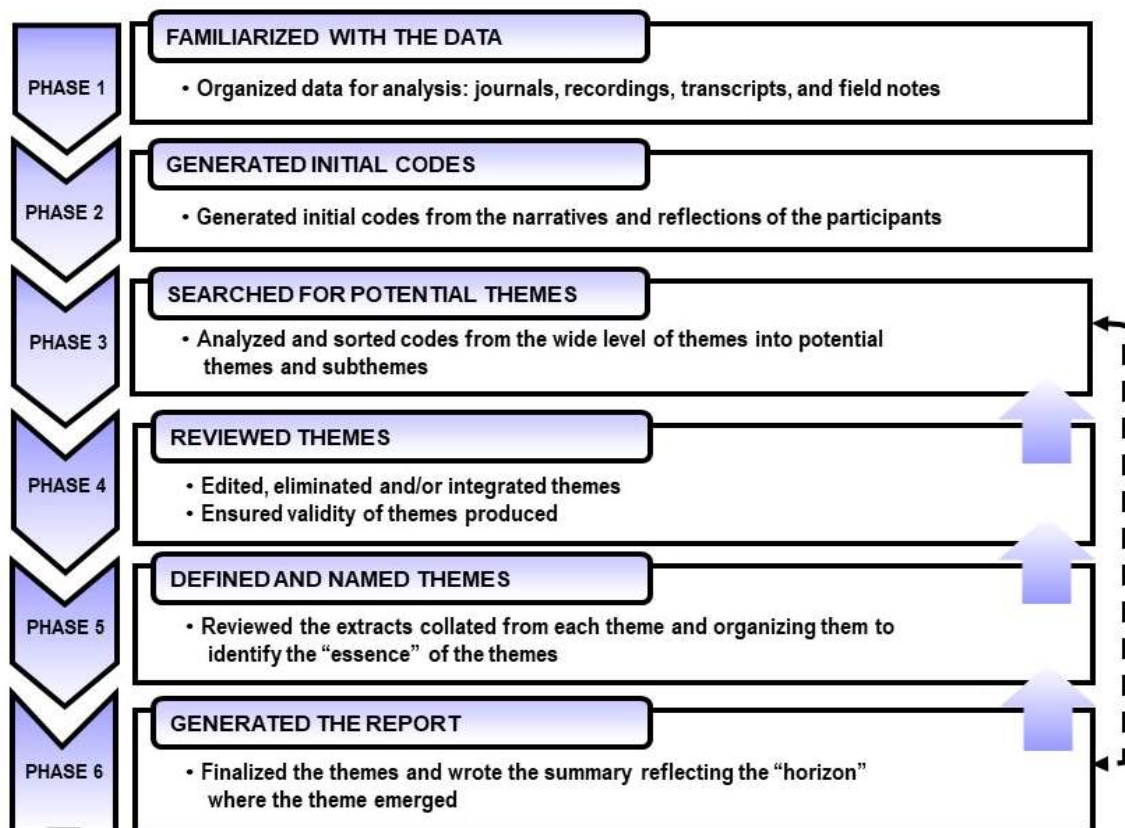 PHASE 1
FAMILIARIZED WITH THE DATA
• Organized data for analysis: journals, recordings, transcripts, and field notes
PHASE 2
GENERATED INITIAL CODES
• Generated initial codes from the narratives and reflections of the participants
PHASE 3
SEARCHED FOR POTENTIAL THEMES
• Analyzed and sorted codes from the wide level of themes into potential
themes and subthemes
PHASE 4
REVIEWED THEMES
• Edited, eliminated and/or integrated themes
• Ensured validity of themes produced
PHASE 5
DEFINED AND NAMED THEMES
• Reviewed the extracts collated from each theme and organizing them to
identify the “essence” of the themes
PHASE 6
GENERATED THE REPORT
• Finalized the themes and wrote the summary reflecting the “horizon”
where the theme emerged